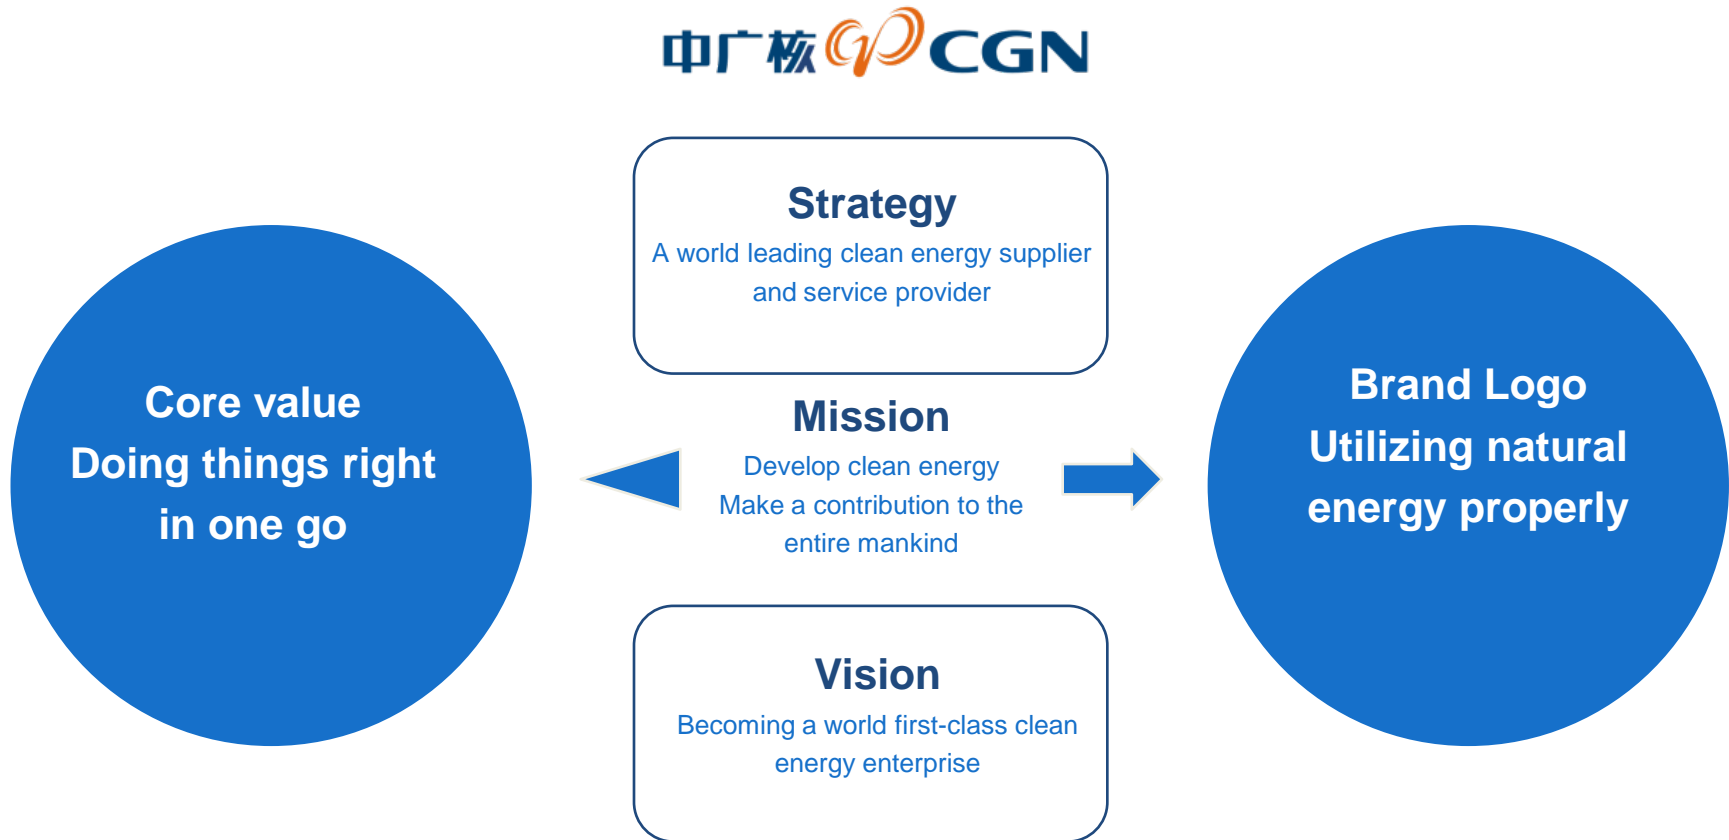 中广核 CGN
Strategy
A world leading clean energy supplier
and service provider
Core value
Doing things right
in one go
Mission
Develop clean energy
Make a contribution to the
entire mankind
Brand Logo
Utilizing natural
energy properly
Vision
Becoming a world first-class clean
energy enterprise